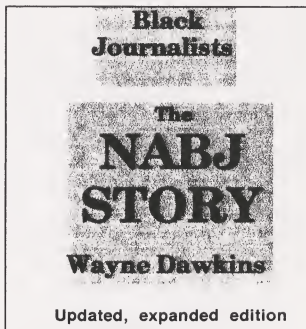 Black
Journalists
The
NABJ
STORY
Wayne Dawkins
Updated, expanded edition